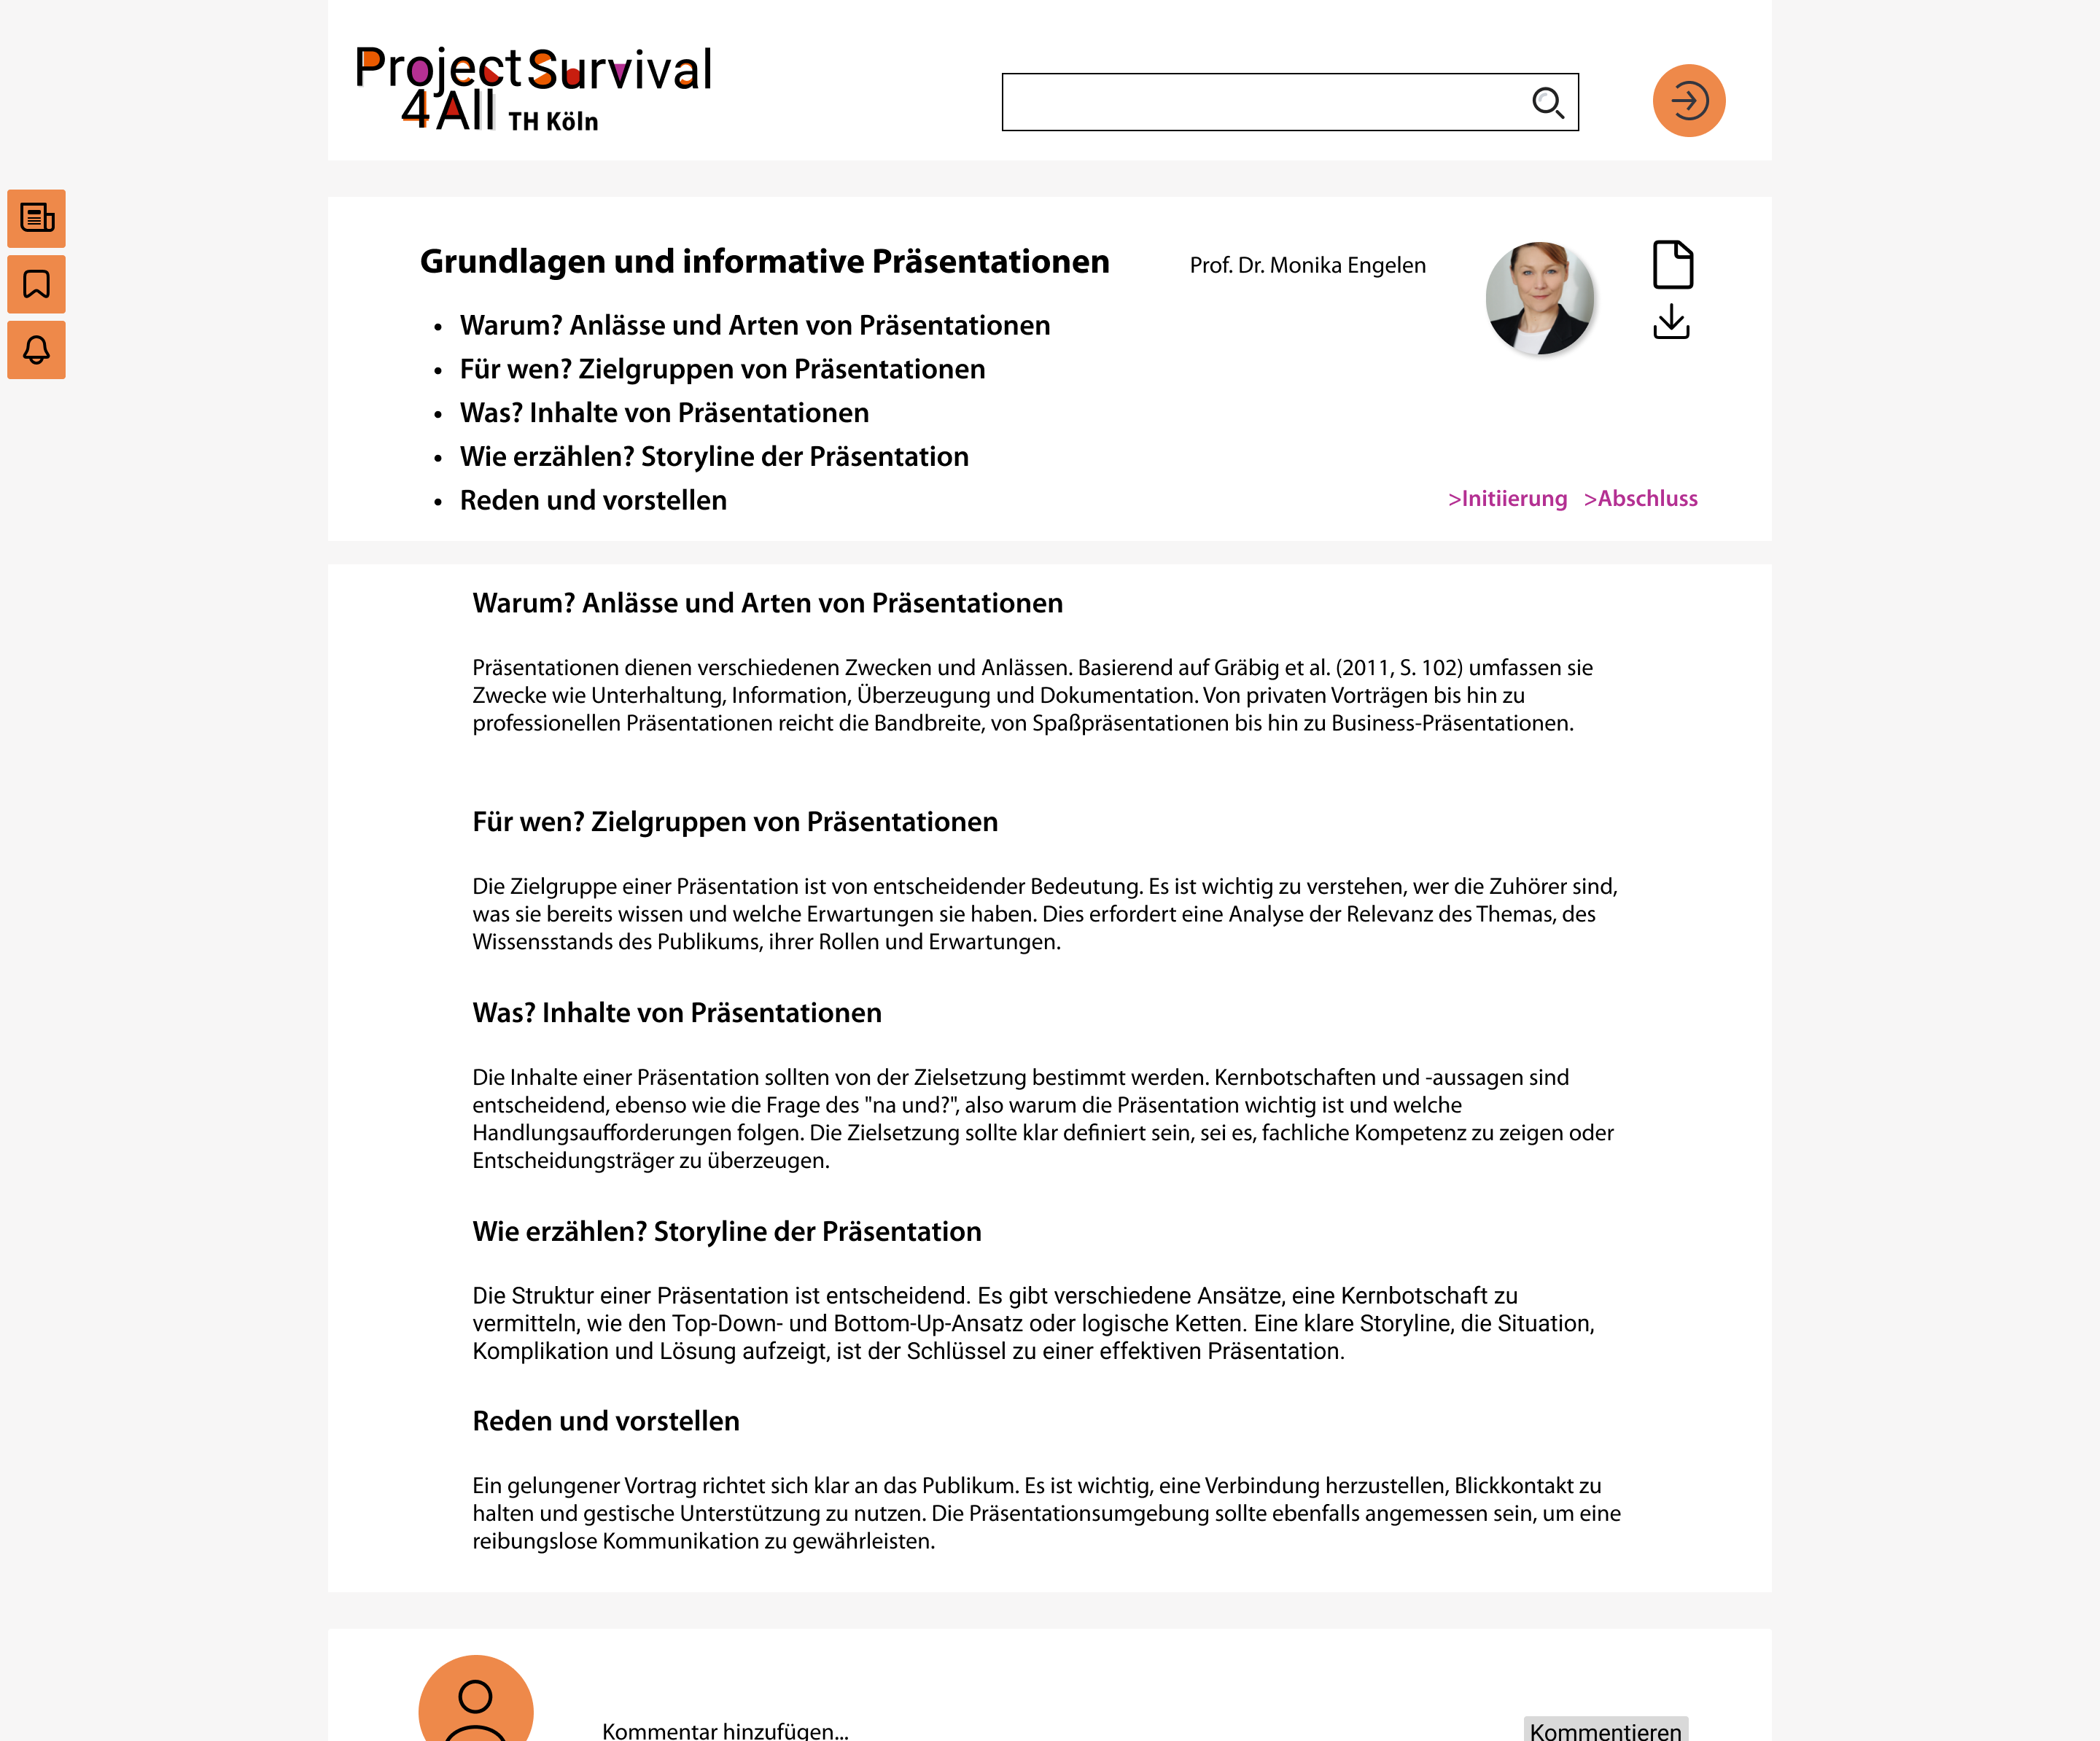 ProjectSurvival
4All TH Köln
Grundlagen und informative Präsentationen
Prof. Dr. Monika Engelen
• Warum? Anlässe und Arten von Präsentationen
• Für wen? Zielgruppen von Präsentationen
• Was? Inhalte von Präsentationen
• Wie erzählen? Storyline der Präsentation
• Reden und vorstellen
>Initiierung >Abschluss
Warum? Anlässe und Arten von Präsentationen
Präsentationen dienen verschiedenen Zwecken und Anlässen. Basierend auf Gräbig et al. (2011, S. 102) umfassen sie
Zwecke wie Unterhaltung, Information, Überzeugung und Dokumentation. Von privaten Vorträgen bis hin zu
professionellen Präsentationen reicht die Bandbreite, von Spaßpräsentationen bis hin zu Business-Präsentationen.
Für wen? Zielgruppen von Präsentationen
Die Zielgruppe einer Präsentation ist von entscheidender Bedeutung. Es ist wichtig zu verstehen, wer die Zuhörer sind,
was sie bereits wissen und welche Erwartungen sie haben. Dies erfordert eine Analyse der Relevanz des Themas, des
Wissensstands des Publikums, ihrer Rollen und Erwartungen.
Was? Inhalte von Präsentationen
Die Inhalte einer Präsentation sollten von der Zielsetzung bestimmt werden. Kernbotschaften und -aussagen sind
entscheidend, ebenso wie die Frage des "na und?", also warum die Präsentation wichtig ist und welche
Handlungsaufforderungen folgen. Die Zielsetzung sollte klar definiert sein, sei es, fachliche Kompetenz zu zeigen oder
Entscheidungsträger zu überzeugen.
Wie erzählen? Storyline der Präsentation
Die Struktur einer Präsentation ist entscheidend. Es gibt verschiedene Ansätze, eine Kernbotschaft zu
vermitteln, wie den Top-Down- und Bottom-Up-Ansatz oder logische Ketten. Eine klare Storyline, die Situation,
Komplikation und Lösung aufzeigt, ist der Schlüssel zu einer effektiven Präsentation.
Reden und vorstellen
Ein gelungener Vortrag richtet sich klar an das Publikum. Es ist wichtig, eine Verbindung herzustellen, Blickkontakt zu
halten und gestische Unterstützung zu nutzen. Die Präsentationsumgebung sollte ebenfalls angemessen sein, um eine
reibungslose Kommunikation zu gewährleisten.
Kommentar hinzufügen...
Kommentieren